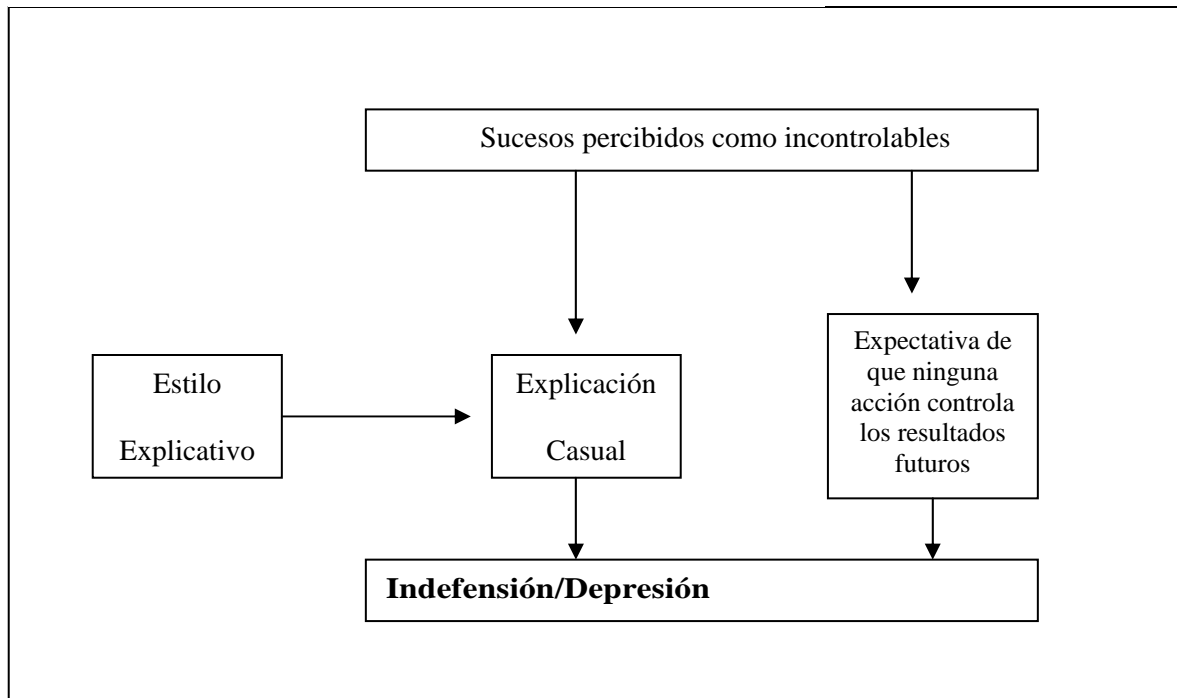 Sucesos percibidos como incontrolables
Estilo
Explicativo
Explicación
Casual
Expectativa de
que ninguna
acción controla
los resultados
futuros
Indefensión/Depresión